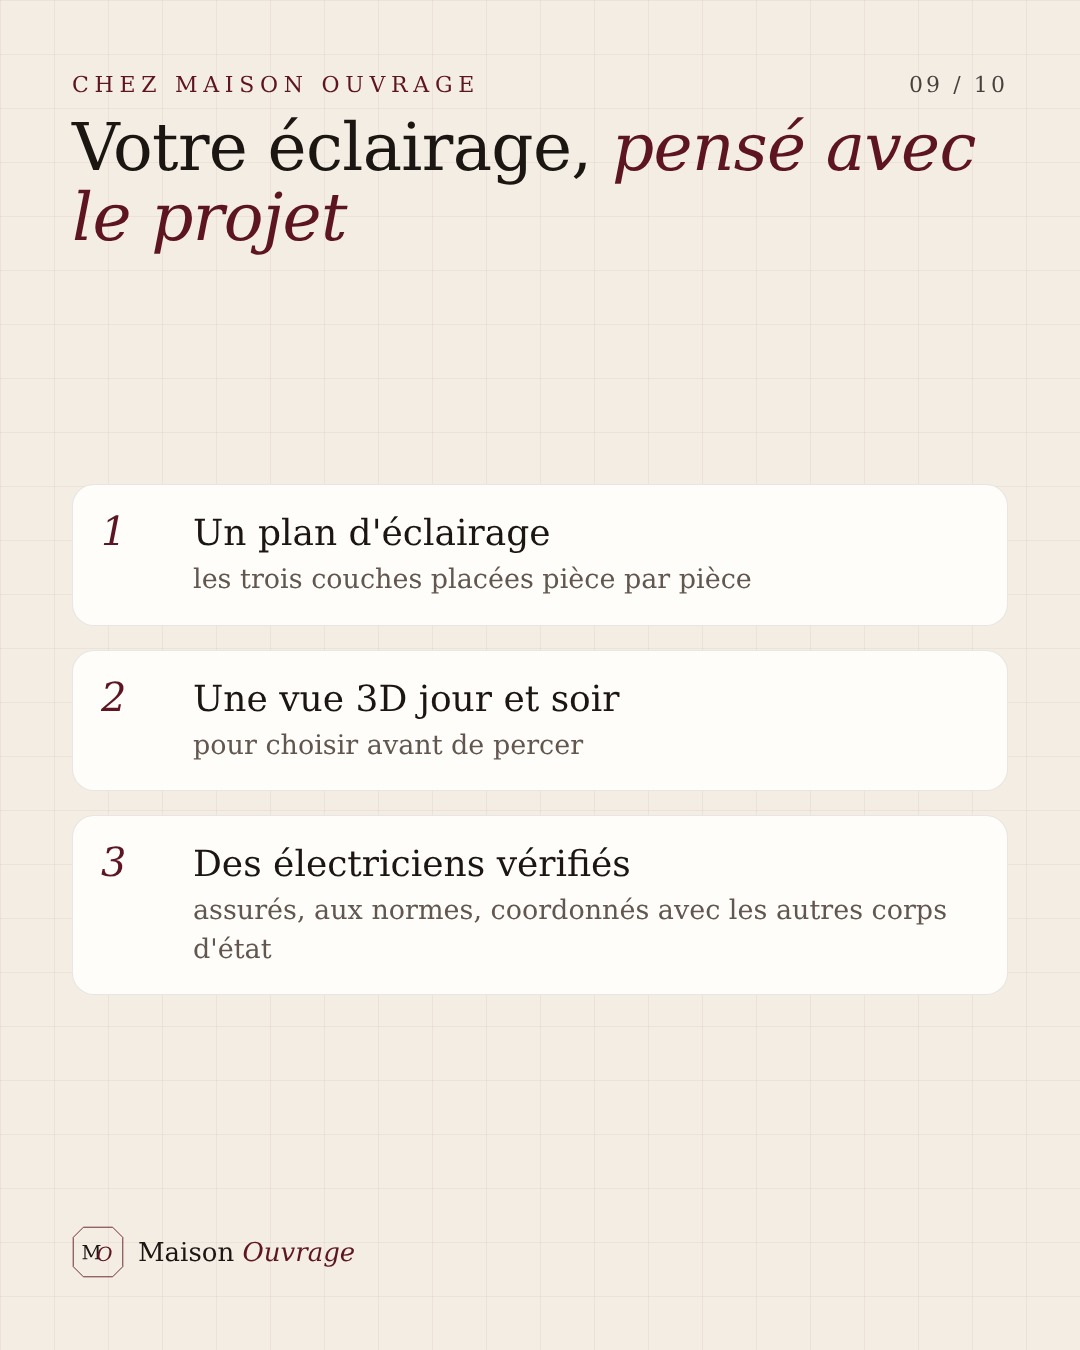 CHEZ MAISON OUVRAGE
09 / 10
Votre éclairage, pensé avec
le projet
1
Un plan d'éclairage
les trois couches placées pièce par pièce
2
Une vue 3D jour et soir
pour choisir avant de percer
3
Des électriciens vérifiés
assurés, aux normes, coordonnés avec les autres corps
d'état
MO
Maison Ouvrage